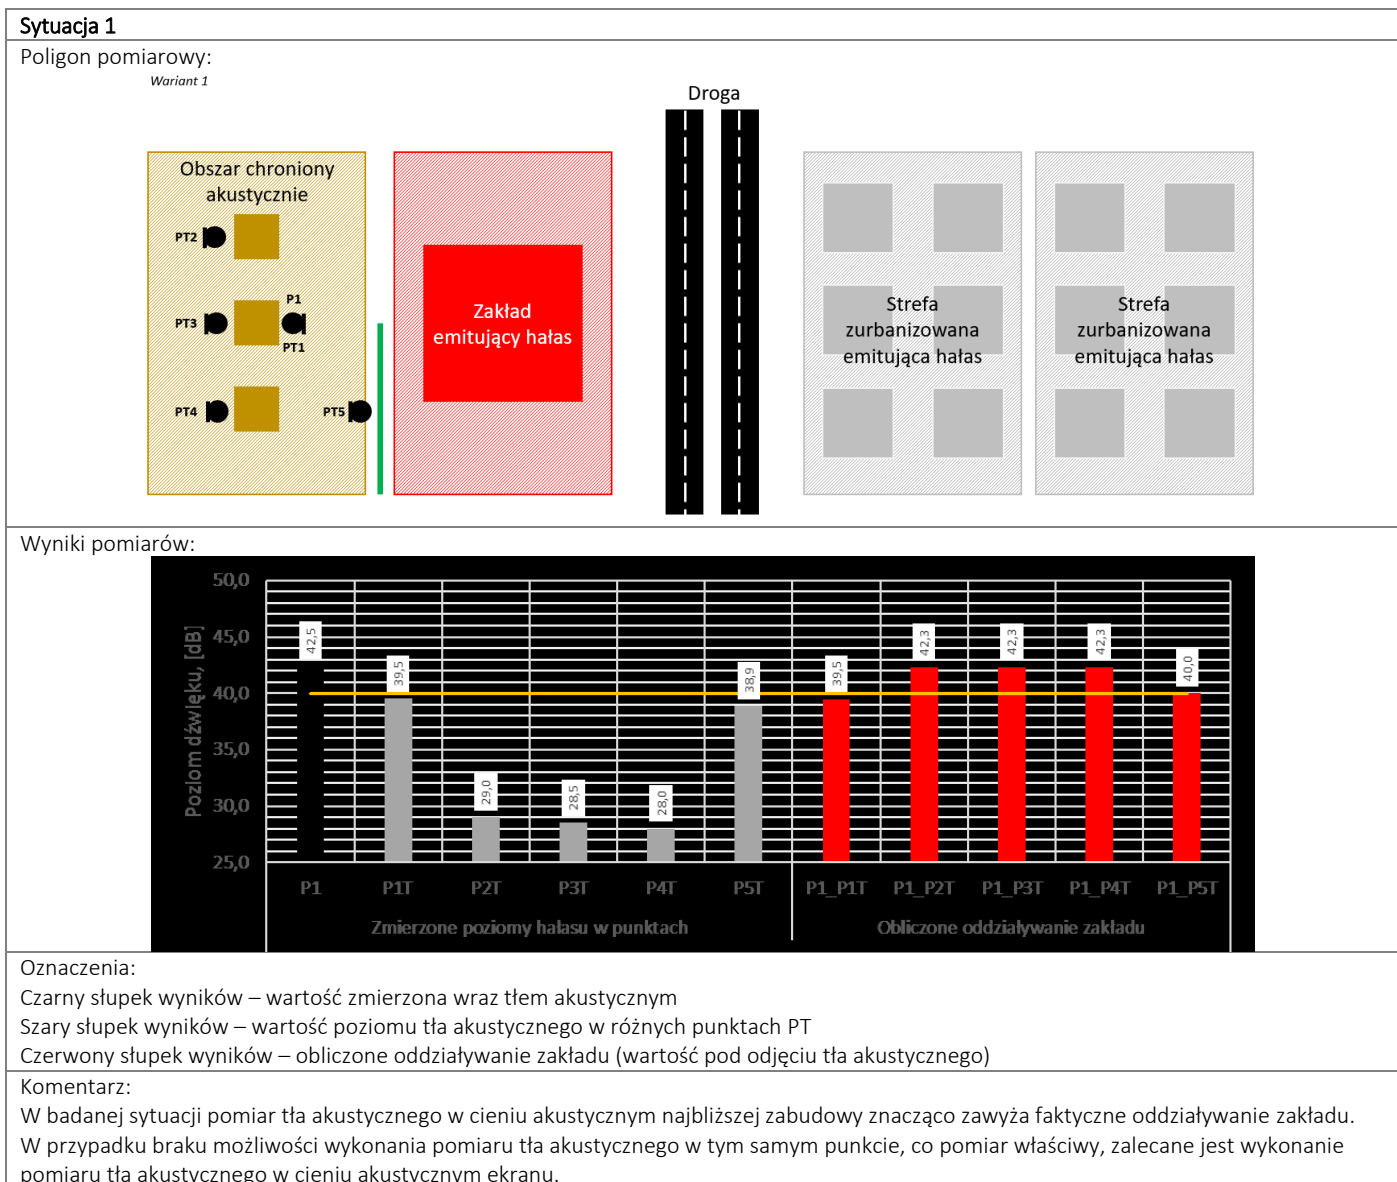 Sytuacja 1
Poligon pomiarowy:
Wariant 1
Droga
Obszar chroniony
akustycznie
PT2
P1
PT3
PT1
PT4
PT5
Zakład
emitujący hałas
Strefa
zurbanizowana
emitująca hałas
Strefa
zurbanizowana
emitująca hałas
Wyniki pomiarów:
Poziom dźwięku, [dB]
50,0
45,0
40,0
35,0
30,0
25,0
42,5
39,5
29,0
28,5
28,0
38,9
39,5
42,3
42,3
42,3
40,0
P1 P1T P2T P3T P4T P5T P1_P1T P1_P2T P1_P3T P1_P4T P1_P5T
Zmierzone poziomy hałasu w punktach Obliczone oddziaływanie zakładu
Oznaczenia:
Czarny słupek wyników – wartość zmierzona wraz tłem akustycznym
Szary słupek wyników – wartość poziomu tła akustycznego w różnych punktach PT
Czerwony słupek wyników – obliczone oddziaływanie zakładu (wartość pod odjęciu tła akustycznego)
Komentarz:
W badanej sytuacji pomiar tła akustycznego w cieniu akustycznym najbliższej zabudowy znacząco zawyża faktyczne oddziaływanie zakładu.
W przypadku braku możliwości wykonania pomiaru tła akustycznego w tym samym punkcie, co pomiar właściwy, zalecane jest wykonanie
pomiaru tła akustycznego w cieniu akustycznym ekranu.